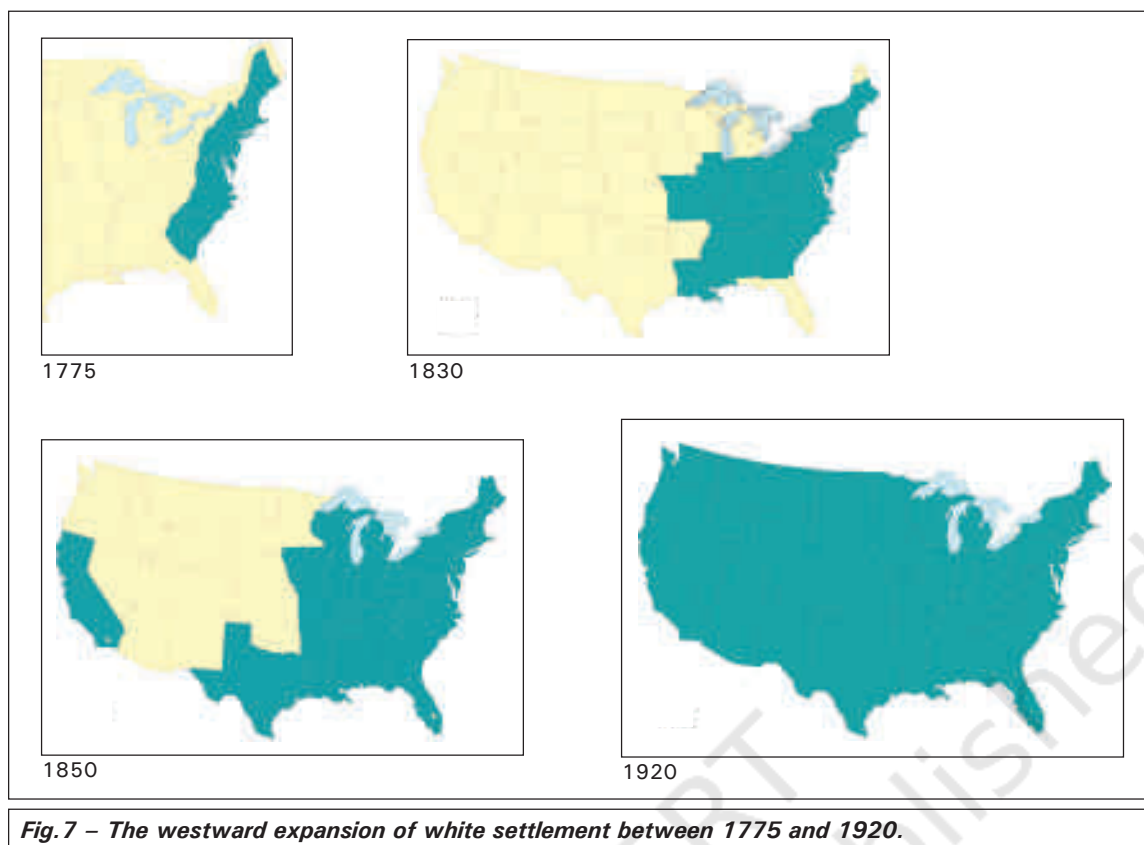 1775
1830
1850
1920
Fig. 7 – The westward expansion of white settlement between 1775 and 1920.